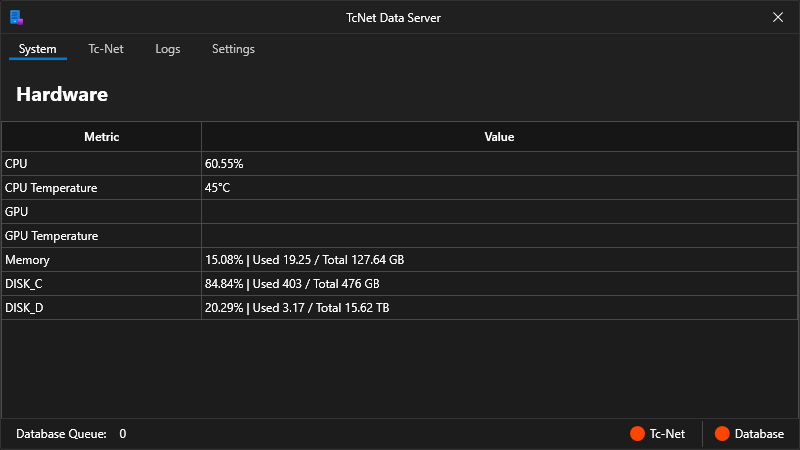 TcNet Data Server
System Tc-Net Logs Settings
Hardware
Metric Value
CPU 60.55%
CPU Temperature 45°C
GPU
GPU Temperature
Memory 15.08% | Used 19.25 / Total 127.64 GB
DISK_C 84.84% | Used 403 / Total 476 GB
DISK_D 20.29% | Used 3.17 / Total 15.62 TB
Database Queue: 0 Tc-Net Database